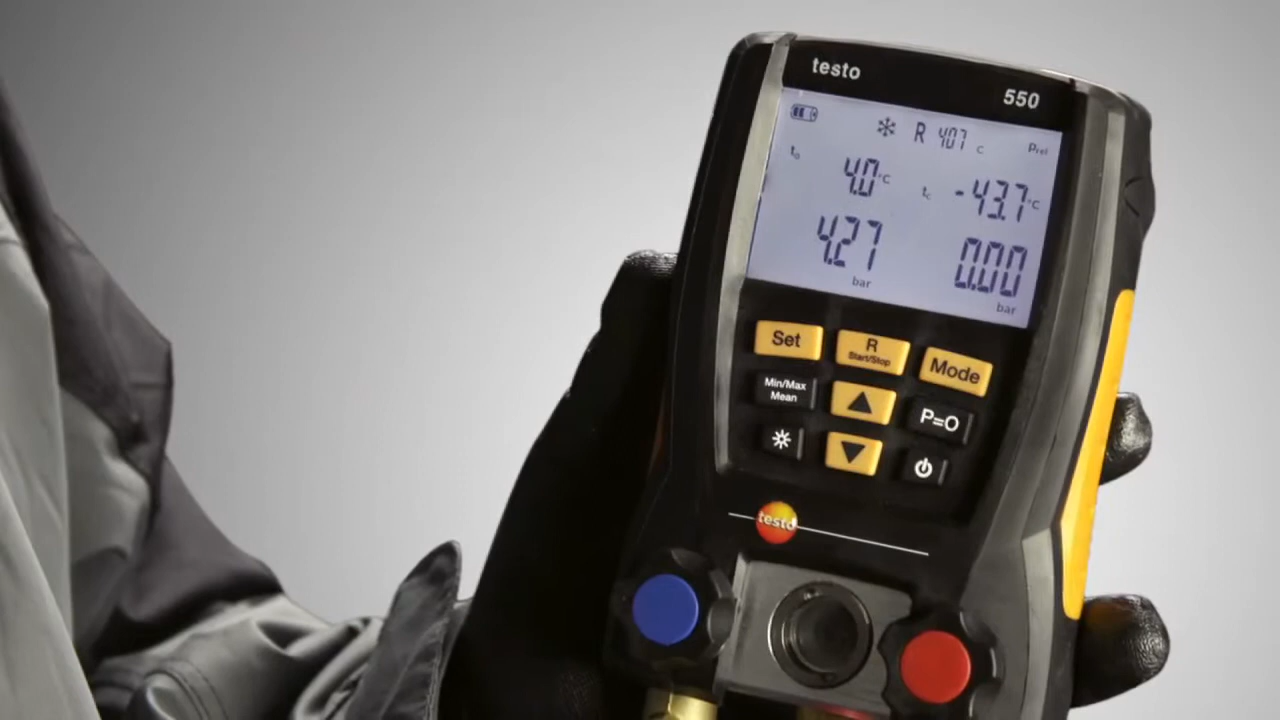 testo
550
R 407 C
Prel
to
4.0 °C
tc
-43.7 °C
4.27
bar
0.00
bar
Set
R
Start/Stop
Mode
Min/Max
Mean
P=O
testo